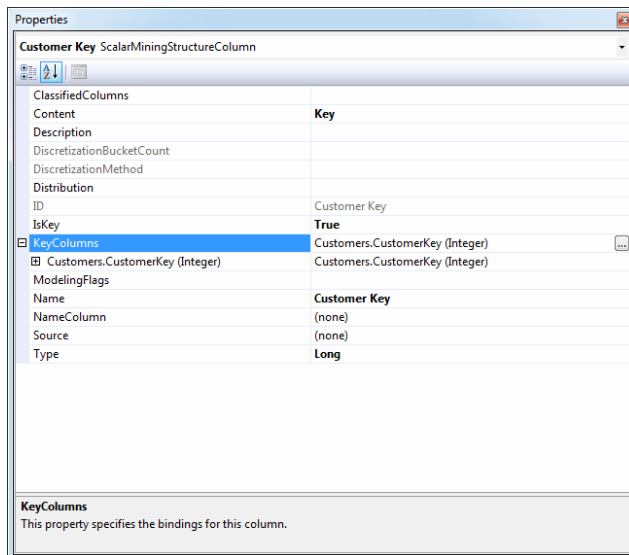 Properties
Customer Key ScalarMiningStructureColumn
ClassifiedColumns
Content Key
Description
DiscretizationBucketCount
DiscretizationMethod
Distribution
ID Customer Key
IsKey True
KeyColumns Customers.CustomerKey (Integer) ...
Customers.CustomerKey (Integer) Customers.CustomerKey (Integer)
ModelingFlags
Name Customer Key
NameColumn (none)
Source (none)
Type Long
KeyColumns
This property specifies the bindings for this column.